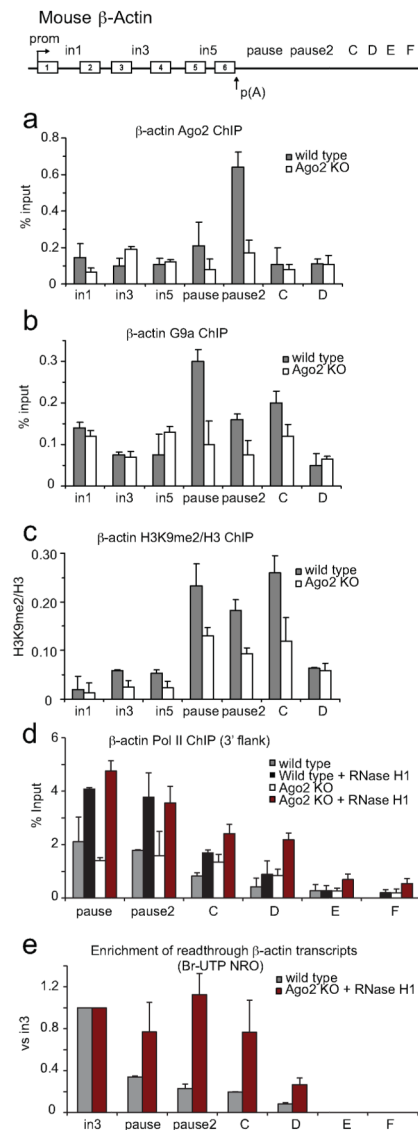 Mouse β-Actin
prom in1 in3 in5 pause pause2 C D E F
1 2 3 4 5 6
p(A)
a
β-actin Ago2 ChIP
wild type
Ago2 KO
% input
0.8
0.6
0.4
0.2
0
in1 in3 in5 pause pause2 C D
b
β-actin G9a ChIP
wild type
Ago2 KO
% input
0.3
0.2
0.1
0
in1 in3 in5 pause pause2 C D
c
β-actin H3K9me2/H3 ChIP
wild type
Ago2 KO
H3K9me2/H3
0.30
0.20
0.10
0
in1 in3 in5 pause pause2 C D
d
β-actin Pol II ChIP (3' flank)
wild type
Wild type + RNase H1
Ago2 KO
Ago2 KO + RNase H1
% Input
6
4
2
0
pause pause2 C D E F
e
Enrichment of readthrough β-actin transcripts
(Br-UTP NRO)
wild type
Ago2 KO + RNase H1
vs in3
1.2
0.8
0.4
0
in3 pause pause2 C D E F